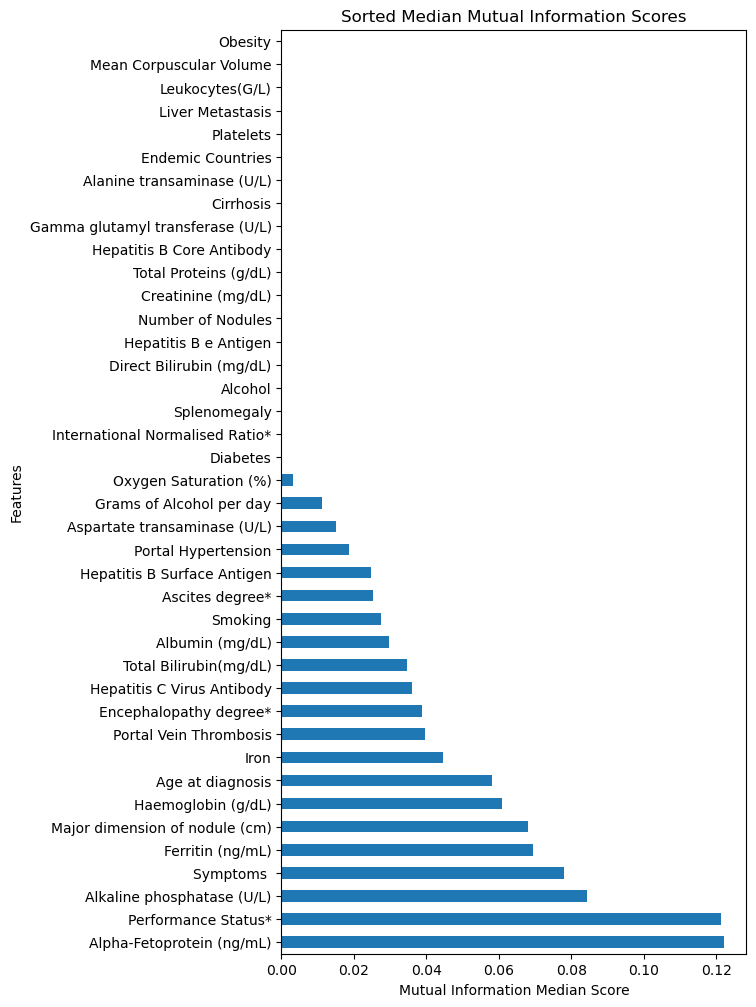 Sorted Median Mutual Information Scores
Obesity
Mean Corpuscular Volume
Leukocytes(G/L)
Liver Metastasis
Platelets
Endemic Countries
Alanine transaminase (U/L)
Cirrhosis
Gamma glutamyl transferase (U/L)
Hepatitis B Core Antibody
Total Proteins (g/dL)
Creatinine (mg/dL)
Number of Nodules
Hepatitis B e Antigen
Direct Bilirubin (mg/dL)
Alcohol
Splenomegaly
International Normalised Ratio*
Diabetes
Oxygen Saturation (%)
Grams of Alcohol per day
Aspartate transaminase (U/L)
Portal Hypertension
Hepatitis B Surface Antigen
Ascites degree*
Smoking
Albumin (mg/dL)
Total Bilirubin(mg/dL)
Hepatitis C Virus Antibody
Encephalopathy degree*
Portal Vein Thrombosis
Iron
Age at diagnosis
Haemoglobin (g/dL)
Major dimension of nodule (cm)
Ferritin (ng/mL)
Symptoms
Alkaline phosphatase (U/L)
Performance Status*
Alpha-Fetoprotein (ng/mL)
Features
0.00 0.02 0.04 0.06 0.08 0.10 0.12
Mutual Information Median Score